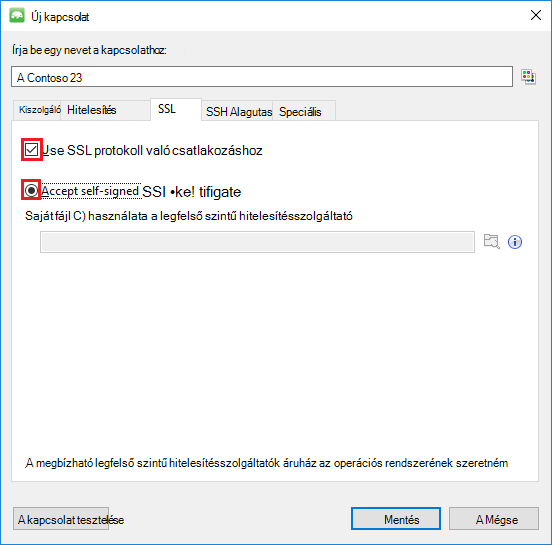 Új kapcsolat
Írja be egy nevet a kapcsolathoz:
A Contoso 23
Kiszolgáló Hitelesítés SSL SSH Alagutas Speciális
Use SSL protokoll való csatlakozáshoz
Accept self-signed SSI •ke! tifigate
Saját fájl C) használata a legfelső szintű hitelesítésszolgáltató
A megbízható legfelső szintű hitelesítésszolgáltatók áruház az operációs rendszerének szeretném
A kapcsolat tesztelése Mentés A Mégse